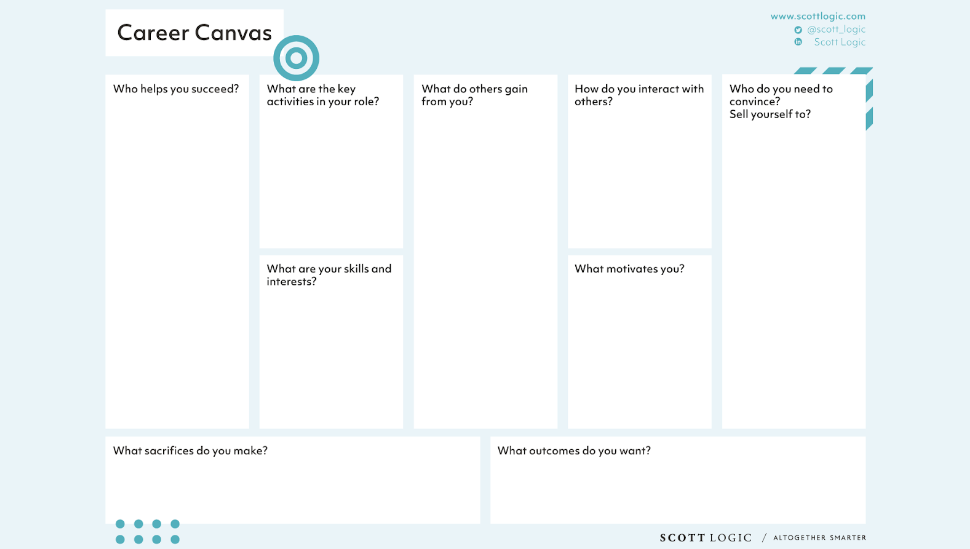 Career Canvas
www.scottlogic.com
@scott_logic
Scott Logic
Who helps you succeed?
What are the key
activities in your role?
What are your skills and
interests?
What do others gain
from you?
How do you interact with
others?
What motivates you?
Who do you need to
convince?
Sell yourself to?
What sacrifices do you make?
What outcomes do you want?
SCOTT LOGIC / ALTOGETHER SMARTER